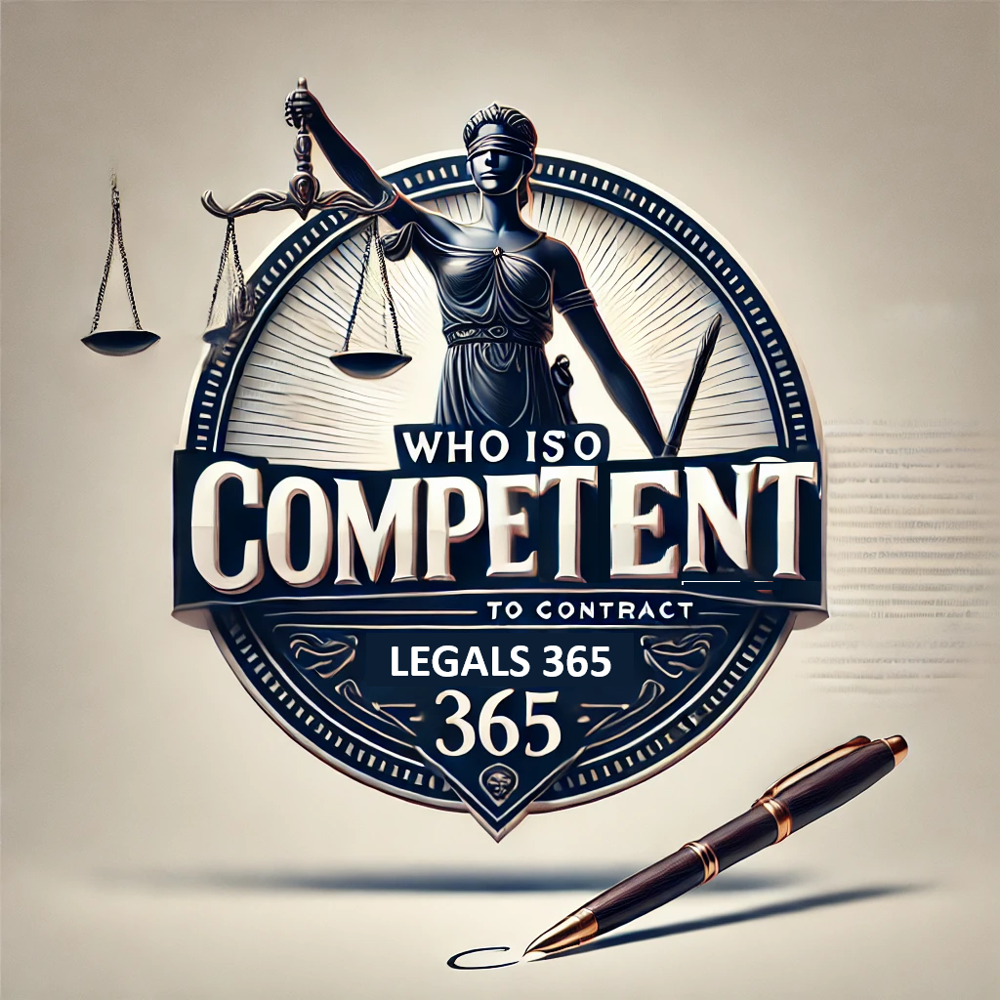 WHO IS O
COMPETENT
TO CONTRACT
LEGALS 365
365